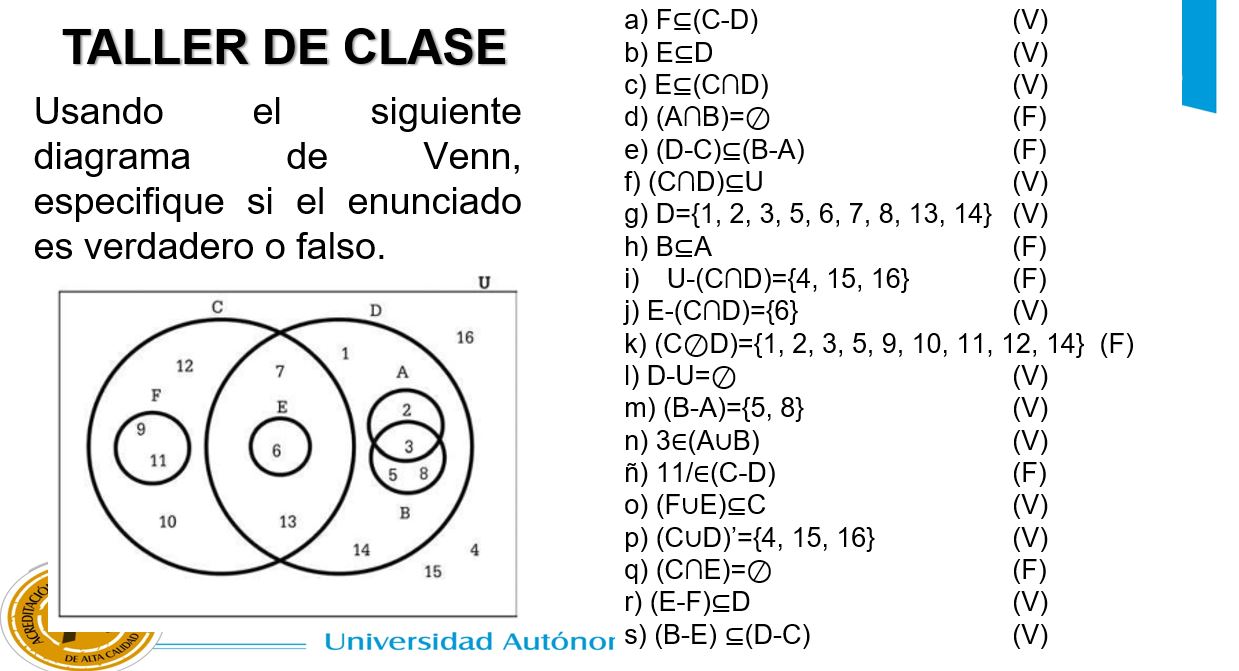 TALLER DE CLASE
Usando el siguiente
diagrama de Venn,
especifique si el enunciado
es verdadero o falso.
U
C
D
16
12
7
1
A
F
E
2
9
6
3
11
5 8
B
10
13
14
4
15
ACREDITACIÓ
DE ALTA CALIDAD
Universidad Autónor
a) F⊆(C-D) (V)
b) E⊆D (V)
c) E⊆(C∩D) (V)
d) (A∩B)=∅ (F)
e) (D-C)⊆(B-A) (F)
f) (C∩D)⊆U (V)
g) D={1, 2, 3, 5, 6, 7, 8, 13, 14} (V)
h) B⊆A (F)
i) U-(C∩D)={4, 15, 16} (F)
j) E-(C∩D)={6} (V)
k) (C∅D)={1, 2, 3, 5, 9, 10, 11, 12, 14} (F)
l) D-U=∅ (V)
m) (B-A)={5, 8} (V)
n) 3∈(A∪B) (V)
ñ) 11/∈(C-D) (F)
o) (F∪E)⊆C (V)
p) (C∪D)’={4, 15, 16} (V)
q) (C∩E)=∅ (F)
r) (E-F)⊆D (V)
s) (B-E) ⊆(D-C) (V)